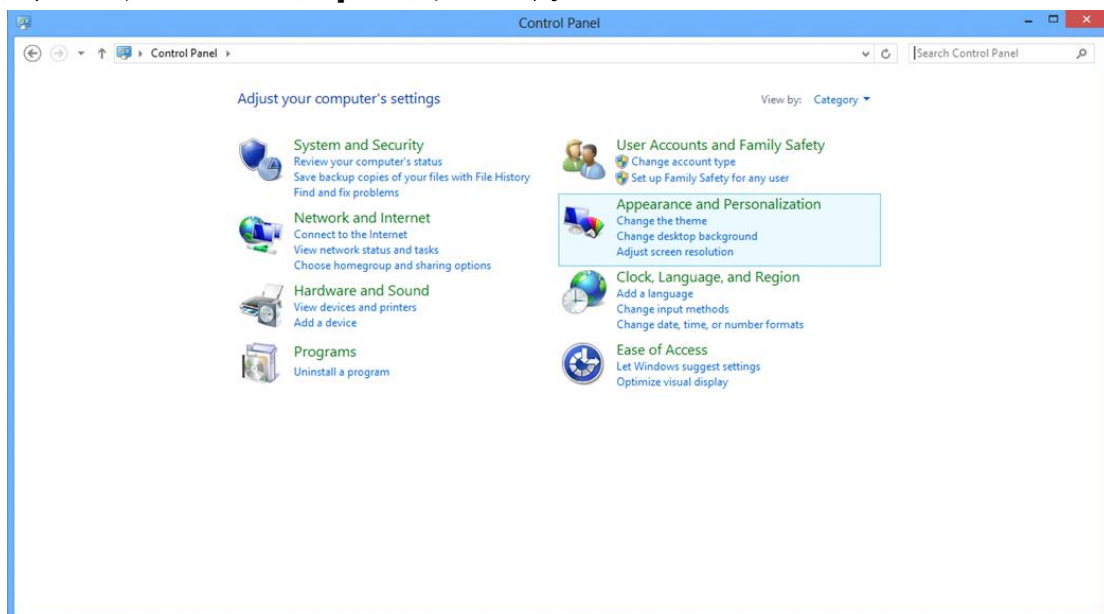 Control Panel
Control Panel
Search Control Panel
Adjust your computer's settings
View by: Category
System and Security
Review your computer's status
Save backup copies of your files with File History
Find and fix problems
Network and Internet
Connect to the Internet
View network status and tasks
Choose homegroup and sharing options
Hardware and Sound
View devices and printers
Add a device
Programs
Uninstall a program
User Accounts and Family Safety
Change account type
Set up Family Safety for any user
Appearance and Personalization
Change the theme
Change desktop background
Adjust screen resolution
Clock, Language, and Region
Add a language
Change input methods
Change date, time, or number formats
Ease of Access
Let Windows suggest settings
Optimize visual display